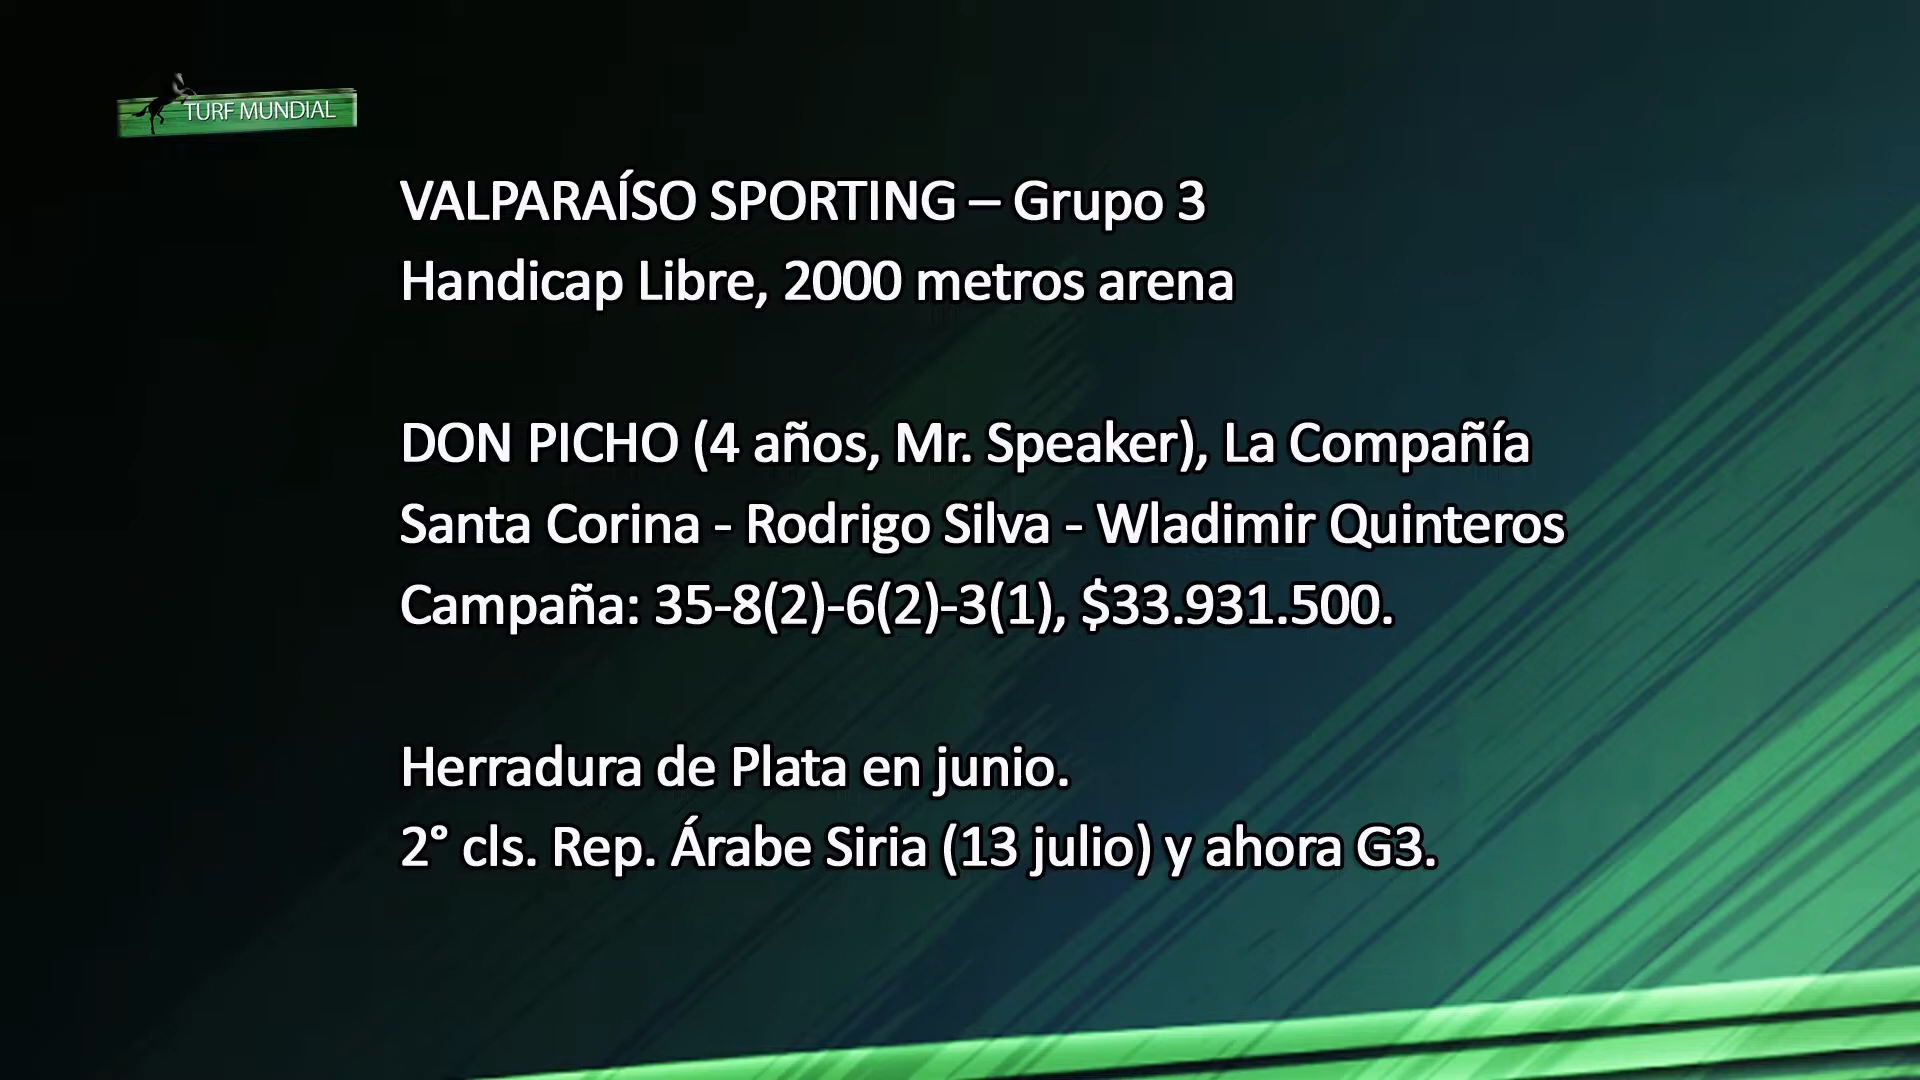 TURF MUNDIAL
VALPARAÍSO SPORTING – Grupo 3
Handicap Libre, 2000 metros arena
DON PICHO (4 años, Mr. Speaker), La Compañía
Santa Corina - Rodrigo Silva - Wladimir Quinteros
Campaña: 35-8(2)-6(2)-3(1), $33.931.500.
Herradura de Plata en junio.
2° cls. Rep. Árabe Siria (13 julio) y ahora G3.